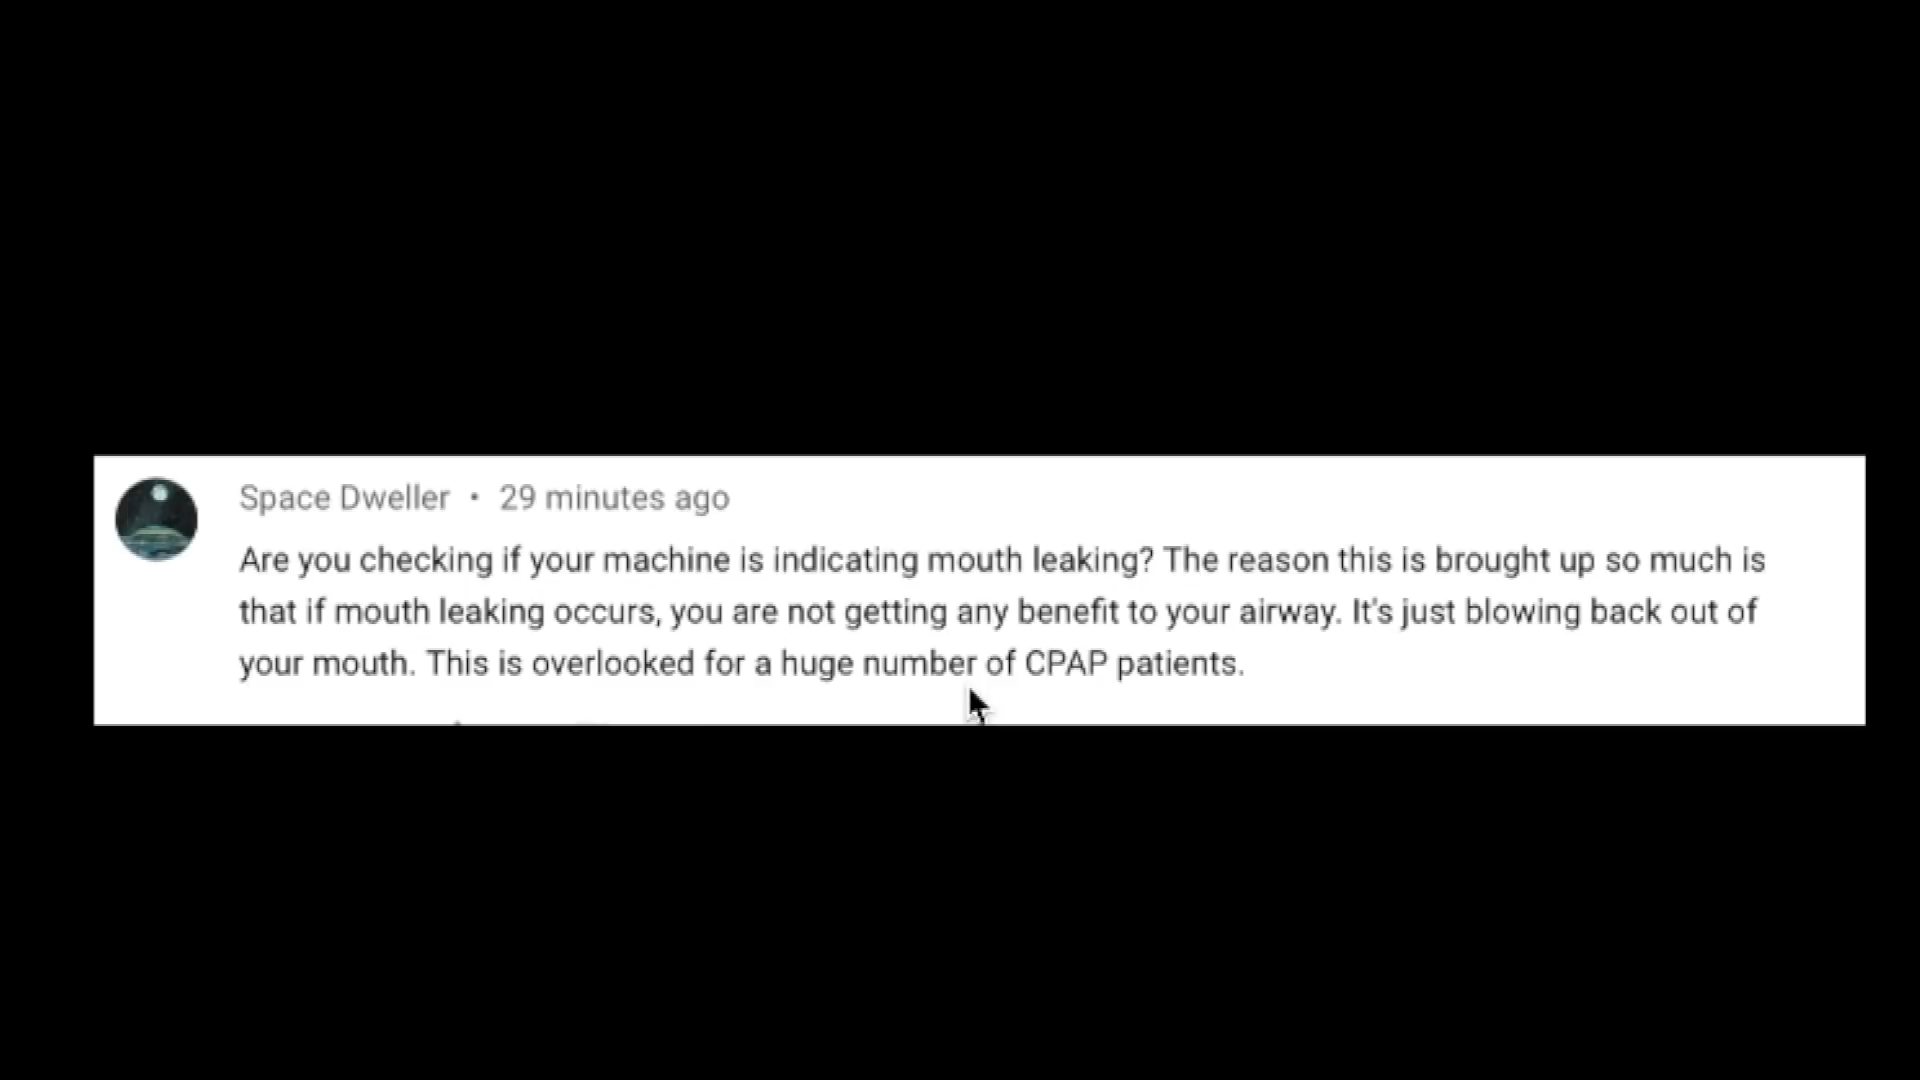 Space Dweller • 29 minutes ago
Are you checking if your machine is indicating mouth leaking? The reason this is brought up so much is
that if mouth leaking occurs, you are not getting any benefit to your airway. It's just blowing back out of
your mouth. This is overlooked for a huge number of CPAP patients.